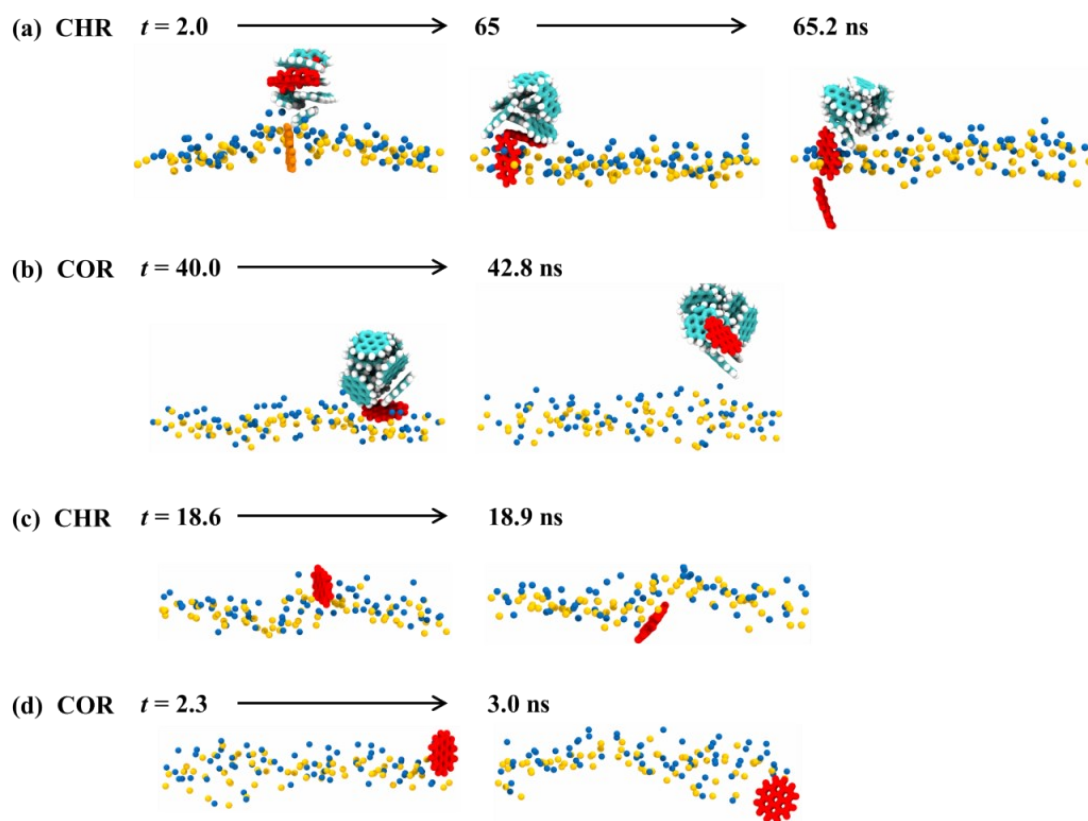 (a) CHR t = 2.0 65 65.2 ns
(b) COR t = 40.0 42.8 ns
(c) CHR t = 18.6 18.9 ns
(d) COR t = 2.3 3.0 ns